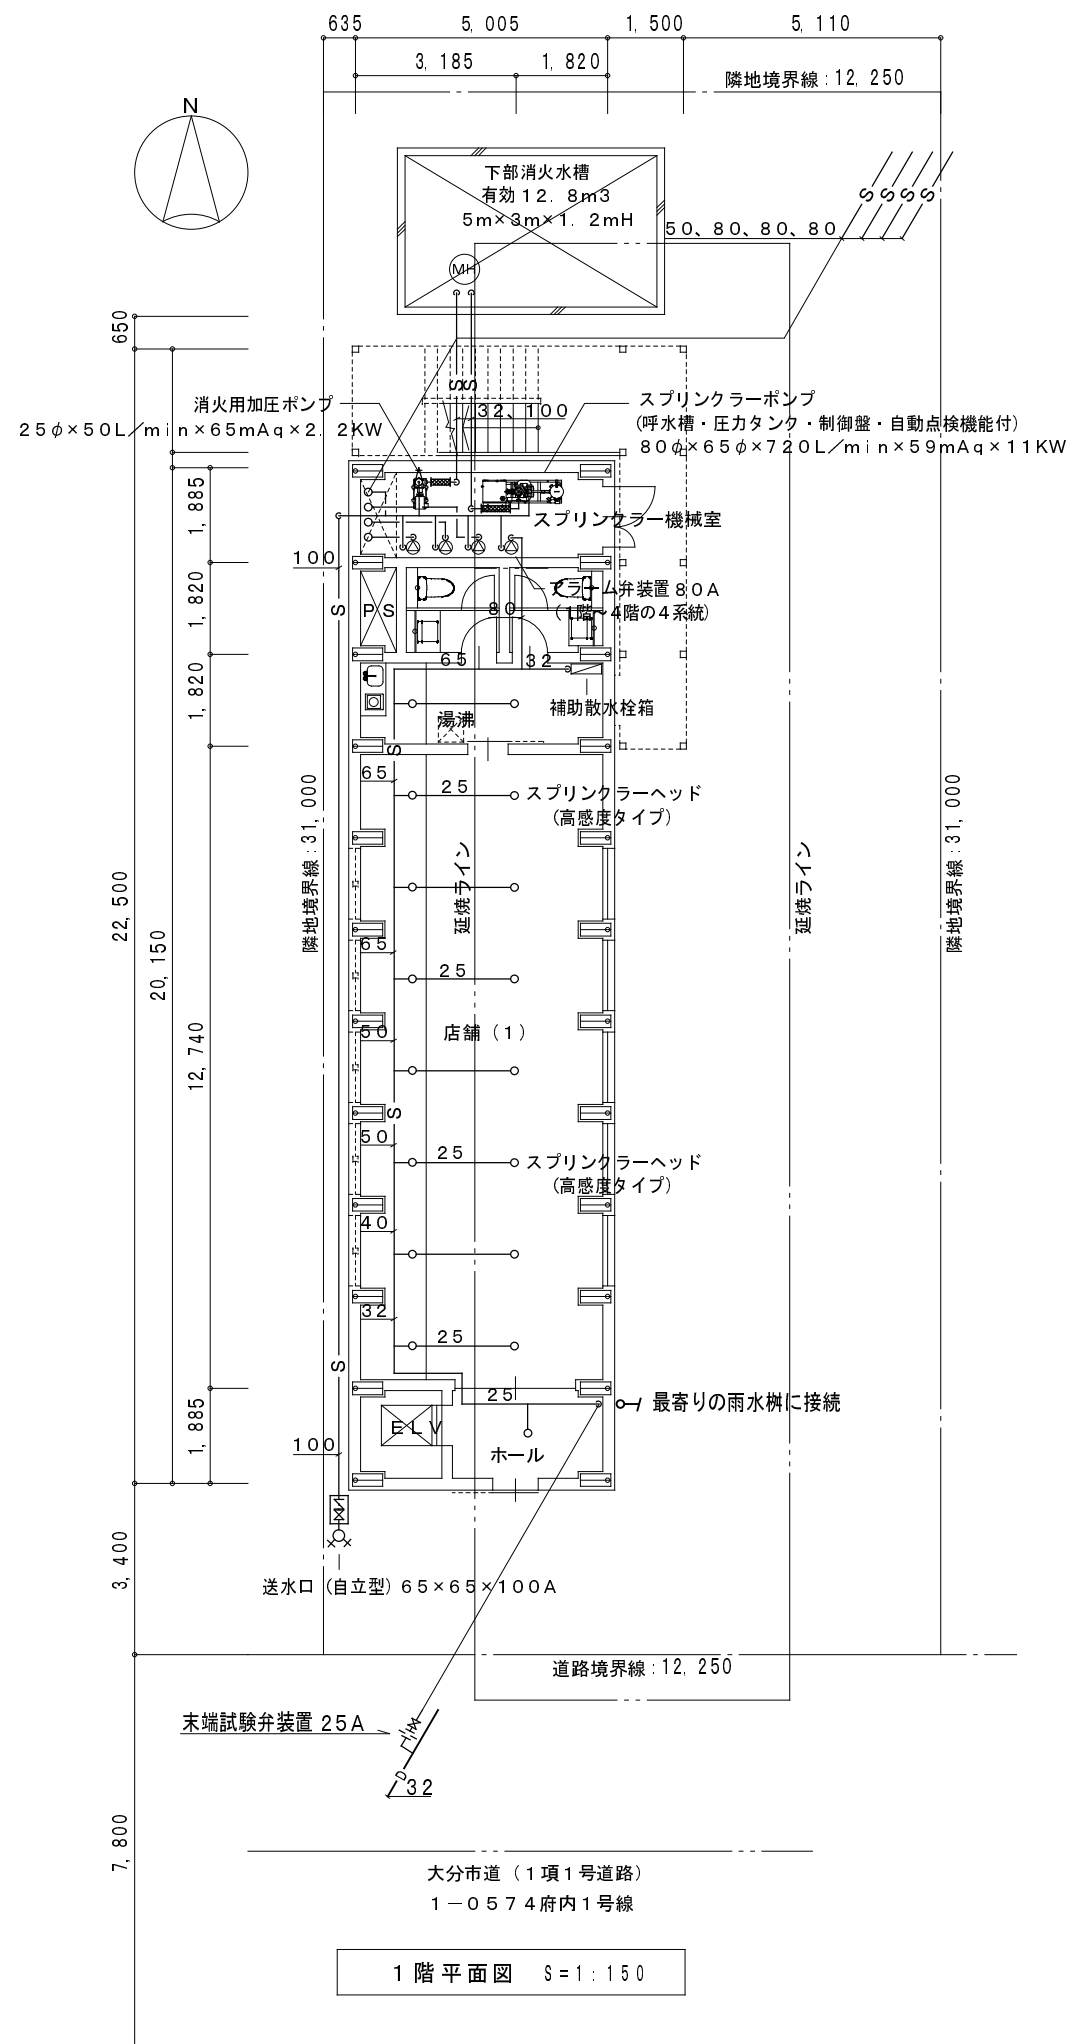 635
5,005
1,500
5,110
3,185
1,820
隣地境界線:12,250
N
下部消火水槽
有効12.8m3
5m×3m×1.2mH
MH
50、80、80、80
S
S
S
S
650
S
S
消火用加圧ポンプ
25φ×50L/min×65mAq×2.2KW
32、100
スプリンクラーポンプ
(呼水槽・圧力タンク・制御盤・自動点検機能付)
80φ×65φ×720L/min×59mAq×11KW
1,885
スプリンクラー機械室
100
アラーム弁装置80A
(1階~4階の4系統)
1,820
S
PS
80
65
32
1,820
湯沸
補助散水栓箱
S
65
25
スプリンクラーヘッド
(高感度タイプ)
隣地境界線:31,000
延焼ライン
延焼ライン
隣地境界線:31,000
22,500
20,150
12,740
65
25
50
店舗(1)
S
50
25
スプリンクラーヘッド
(高感度タイプ)
40
32
25
S
25
最寄りの雨水桝に接続
ELV
ホール
1,885
100
3,400
送水口(自立型)65×65×100A
道路境界線:12,250
末端試験弁装置25A
D
32
7,800
大分市道(1項1号道路)
1-0574府内1号線
1階平面図 S=1:150